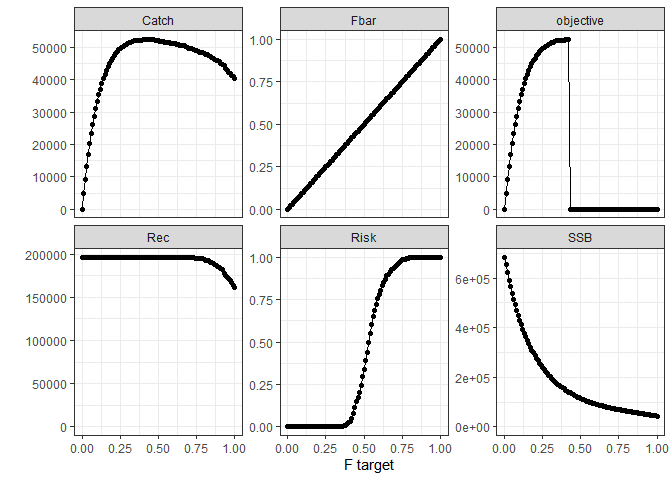 Catch Fbar objective
50000 1.00 50000
40000 0.75 40000
30000 0.50 30000
20000 20000
10000 0.25 10000
0 0.00 0
Rec Risk SSB
200000 1.00
150000 0.75 6e+05
100000 0.50 4e+05
50000 0.25 2e+05
0 0.00 0e+00
0.00 0.25 0.50 0.75 1.00 0.00 0.25 0.50 0.75 1.00 0.00 0.25 0.50 0.75 1.00
F target